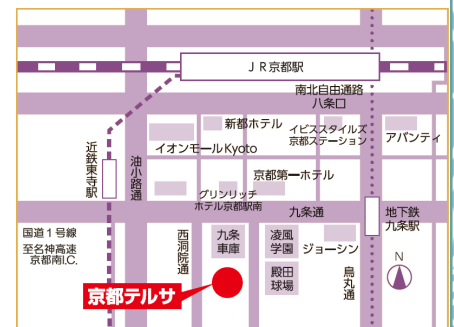 JR京都駅
南北自由通路
八条口
新都ホテル
イビススタイルズ
京都ステーション
アバンティ
イオンモールKyoto
近鉄東寺駅
油小路通
京都第一ホテル
グリンリッチ
ホテル京都駅南
九条通
地下鉄
九条駅
国道1号線
至名神高速
京都南I.C.
西洞院通
九条
車庫
凌風
学園
ジョーシン
殿田
球場
烏丸通
N
京都テルサ